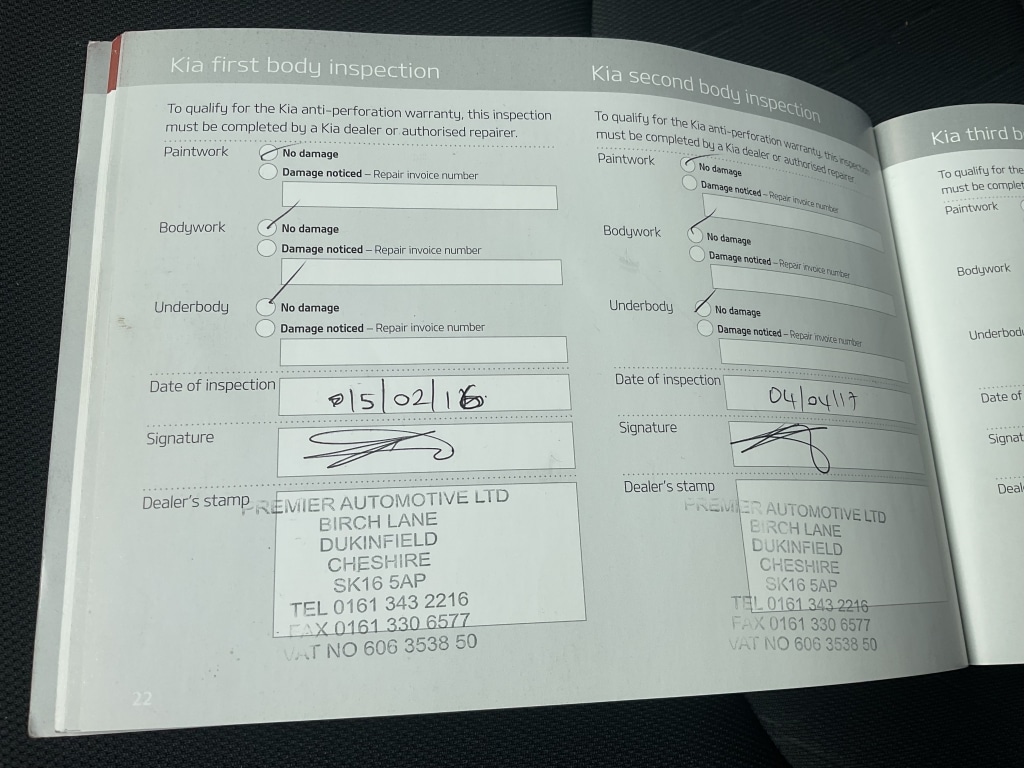 Kia first body inspection
To qualify for the Kia anti-perforation warranty, this inspection
must be completed by a Kia dealer or authorised repairer.
Paintwork No damage
Damage noticed – Repair invoice number
Bodywork No damage
Damage noticed – Repair invoice number
Underbody No damage
Damage noticed – Repair invoice number
Date of inspection 15/02/16
Signature
Dealer's stamp
PREMIER AUTOMOTIVE LTD
BIRCH LANE
DUKINFIELD
CHESHIRE
SK16 5AP
TEL 0161 343 2216
FAX 0161 330 6577
VAT NO 606 3538 50
22
Kia second body inspection
To qualify for the Kia anti-perforation warranty, this inspection
must be completed by a Kia dealer or authorised repairer.
Paintwork No damage
Damage noticed – Repair invoice number
Bodywork No damage
Damage noticed – Repair invoice number
Underbody No damage
Damage noticed – Repair invoice number
Date of inspection 04/04/17
Signature
Dealer's stamp
PREMIER AUTOMOTIVE LTD
BIRCH LANE
DUKINFIELD
CHESHIRE
SK16 5AP
TEL 0161 343 2216
FAX 0161 330 6577
VAT NO 606 3538 50
Kia third b
To qualify for the
must be complet
Paintwork
Bodywork
Underbod
Date of
Signat
Deal